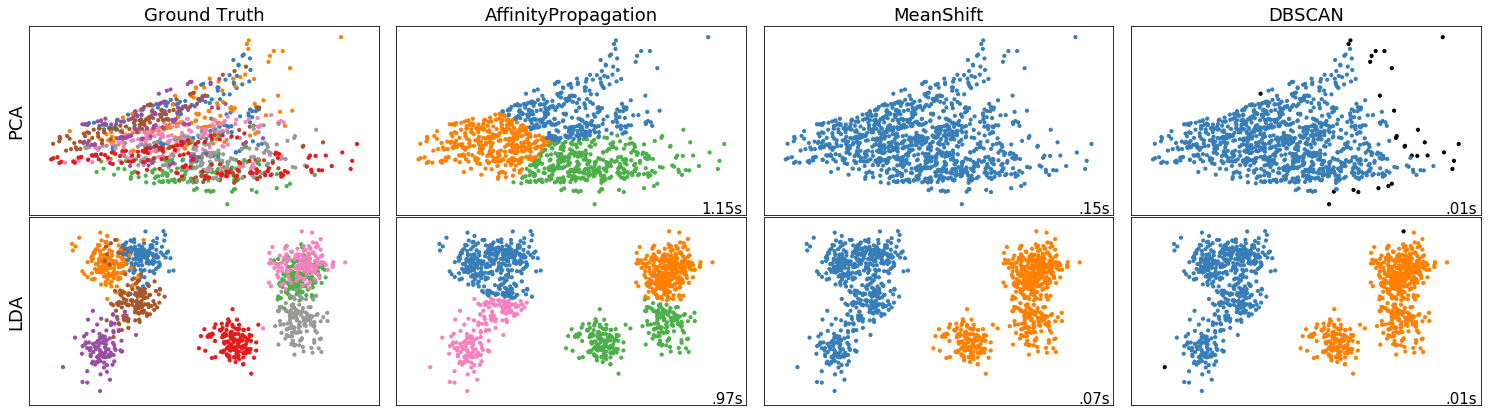 Ground Truth
AffinityPropagation
MeanShift
DBSCAN
PCA
1.15s
.15s
.01s
LDA
.97s
.07s
.01s